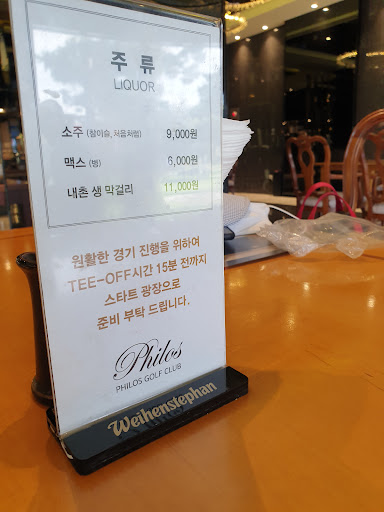 주 류
LIQUOR
소주 (참이슬, 처음처럼) 9,000원
맥스 (병) 6,000원
내촌 생 막걸리 11,000원
원활한 경기 진행을 위하여
TEE-OFF시간 15분 전까지
스타트 광장으로
준비 부탁 드립니다.
Philos
PHILOS GOLF CLUB
Weihenstephan